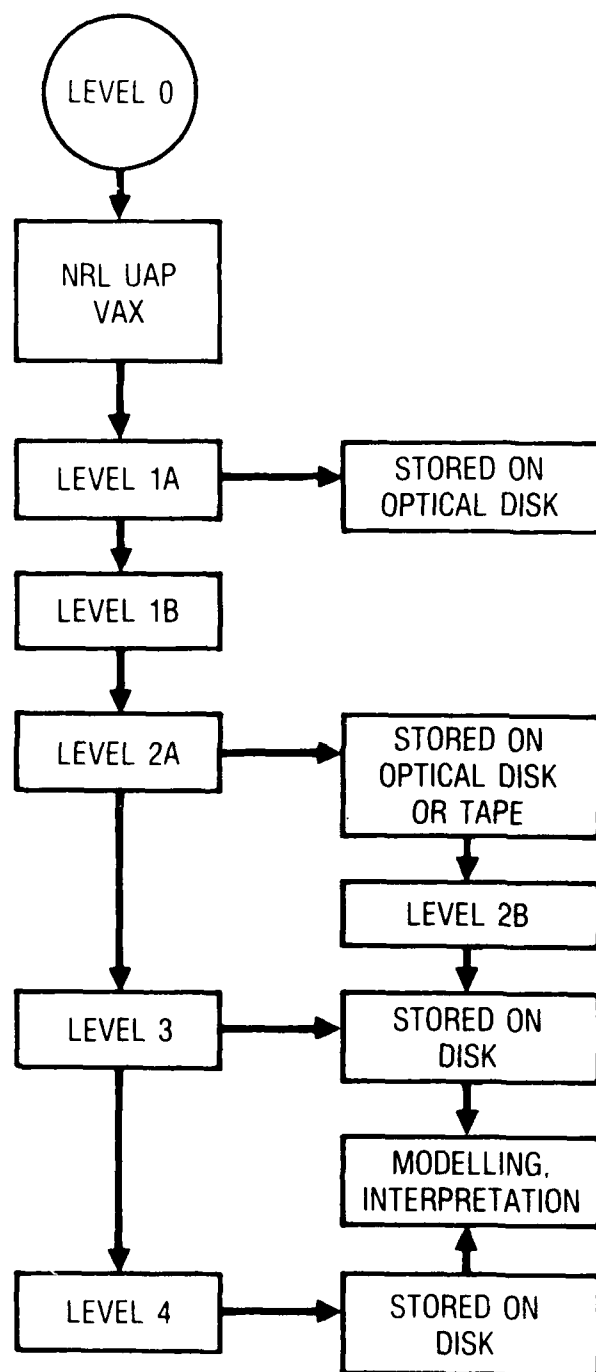 LEVEL 0
NRL UAP
VAX
LEVEL 1A
STORED ON
OPTICAL DISK
LEVEL 1B
LEVEL 2A
STORED ON
OPTICAL DISK
OR TAPE
LEVEL 2B
LEVEL 3
STORED ON
DISK
MODELLING,
INTERPRETATION
LEVEL 4
STORED ON
DISK